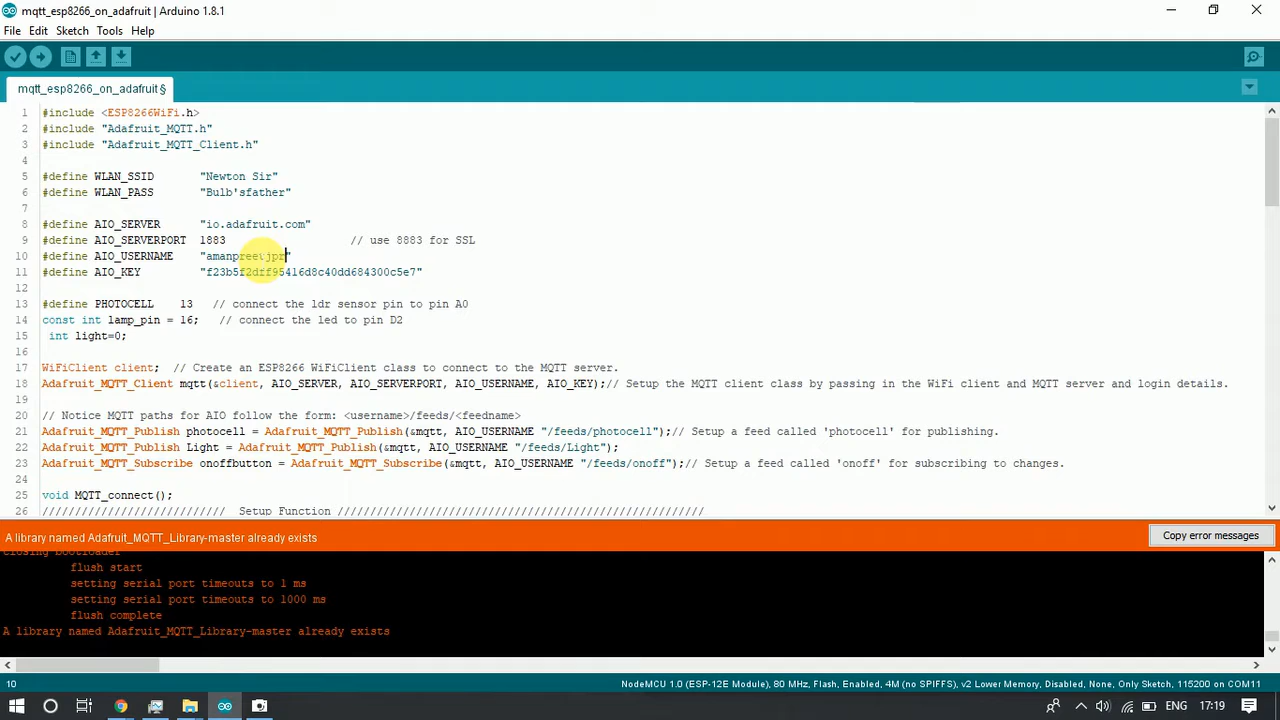 mqtt_esp8266_on_adafruit | Arduino 1.8.1
File Edit Sketch Tools Help
mqtt_esp8266_on_adafruit §
1 #include <ESP8266WiFi.h>
2 #include "Adafruit_MQTT.h"
3 #include "Adafruit_MQTT_Client.h"
4
5 #define WLAN_SSID "Newton Sir"
6 #define WLAN_PASS "Bulb'sfather"
7
8 #define AIO_SERVER "io.adafruit.com"
9 #define AIO_SERVERPORT 1883 // use 8883 for SSL
10 #define AIO_USERNAME "amanpreetjpr"
11 #define AIO_KEY "f23b5f2dff95416d8c40dd684300c5e7"
12
13 #define PHOTOCELL 13 // connect the ldr sensor pin to pin A0
14 const int lamp_pin = 16; // connect the led to pin D2
15 int light=0;
16
17 WiFiClient client; // Create an ESP8266 WiFiClient class to connect to the MQTT server.
18 Adafruit_MQTT_Client mqtt(&client, AIO_SERVER, AIO_SERVERPORT, AIO_USERNAME, AIO_KEY);// Setup the MQTT client class by passing in the WiFi client and MQTT server and login details.
19
20 // Notice MQTT paths for AIO follow the form: <username>/feeds/<feedname>
21 Adafruit_MQTT_Publish photocell = Adafruit_MQTT_Publish(&mqtt, AIO_USERNAME "/feeds/photocell");// Setup a feed called 'photocell' for publishing.
22 Adafruit_MQTT_Publish Light = Adafruit_MQTT_Publish(&mqtt, AIO_USERNAME "/feeds/Light");
23 Adafruit_MQTT_Subscribe onoffbutton = Adafruit_MQTT_Subscribe(&mqtt, AIO_USERNAME "/feeds/onoff");// Setup a feed called 'onoff' for subscribing to changes.
24
25 void MQTT_connect();
26 //////////////////////////// Setup Function ////////////////////////////////////////////////////////
A library named Adafruit_MQTT_Library-master already exists
Copy error messages
closing bootloader
flush start
setting serial port timeouts to 1 ms
setting serial port timeouts to 1000 ms
flush complete
A library named Adafruit_MQTT_Library-master already exists
10 NodeMCU 1.0 (ESP-12E Module), 80 MHz, Flash, Enabled, 4M (no SPIFFS), v2 Lower Memory, Disabled, None, Only Sketch, 115200 on COM11
ENG 17:19